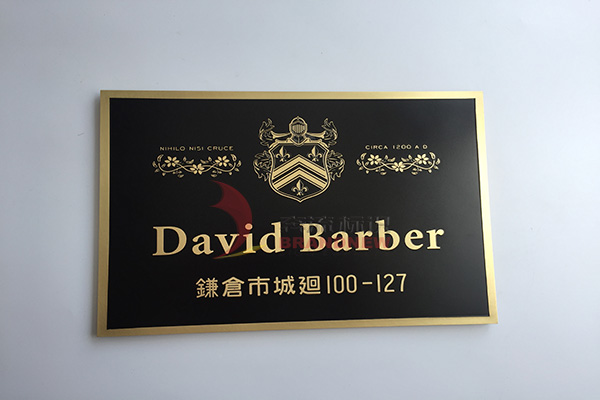 NIHILO NISI CRUCE
CIRCA 1200 A D
David Barber
鎌倉市城廻100-127